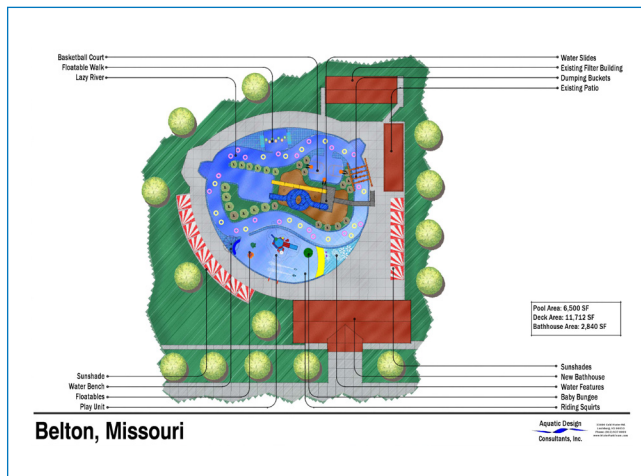 Basketball Court
Floatable Walk
Lazy River
Water Slides
Existing Filter Building
Dumping Buckets
Existing Patio
Pool Area: 6,500 SF
Deck Area: 11,712 SF
Bathhouse Area: 2,840 SF
Sunshade
Water Bench
Floatables
Play Unit
Sunshades
New Bathhouse
Water Features
Baby Bungee
Riding Squirts
Belton, Missouri
Aquatic Design
Consultants, Inc.